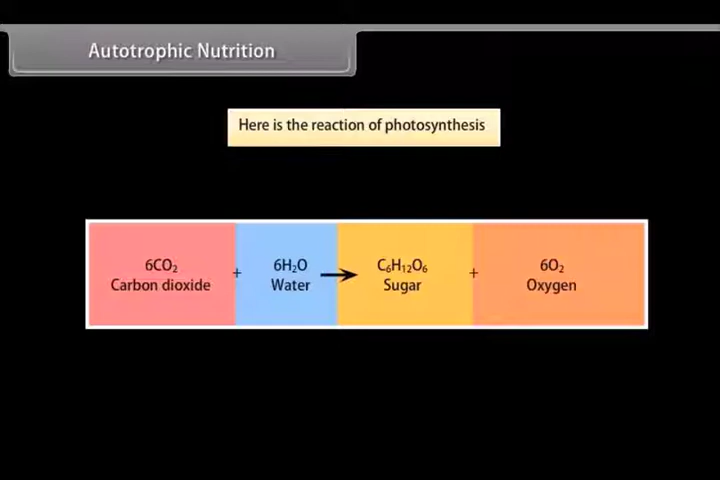 Autotrophic Nutrition
Here is the reaction of photosynthesis
6CO₂ + 6H₂O → C₆H₁₂O₆ + 6O₂
Carbon dioxide Water Sugar Oxygen